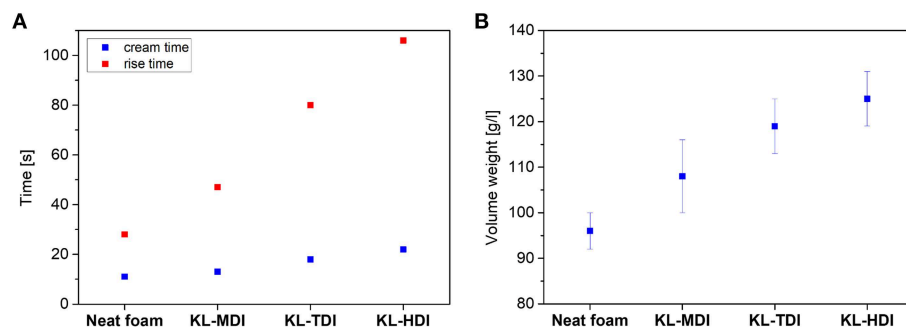 A
cream time
rise time
100
80
60
40
20
0
Time [s]
Neat foam KL-MDI KL-TDI KL-HDI
B
140
130
120
110
100
90
80
Volume weight [g/l]
Neat foam KL-MDI KL-TDI KL-HDI